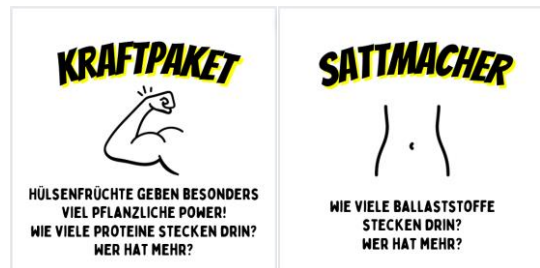 KRAFTPAKET
HÜLSENFRÜCHTE GEBEN BESONDERS
VIEL PFLANZLICHE POWER!
WIE VIELE PROTEINE STECKEN DRIN?
WER HAT MEHR?
SATTMACHER
WIE VIELE BALLASTSTOFFE
STECKEN DRIN?
WER HAT MEHR?